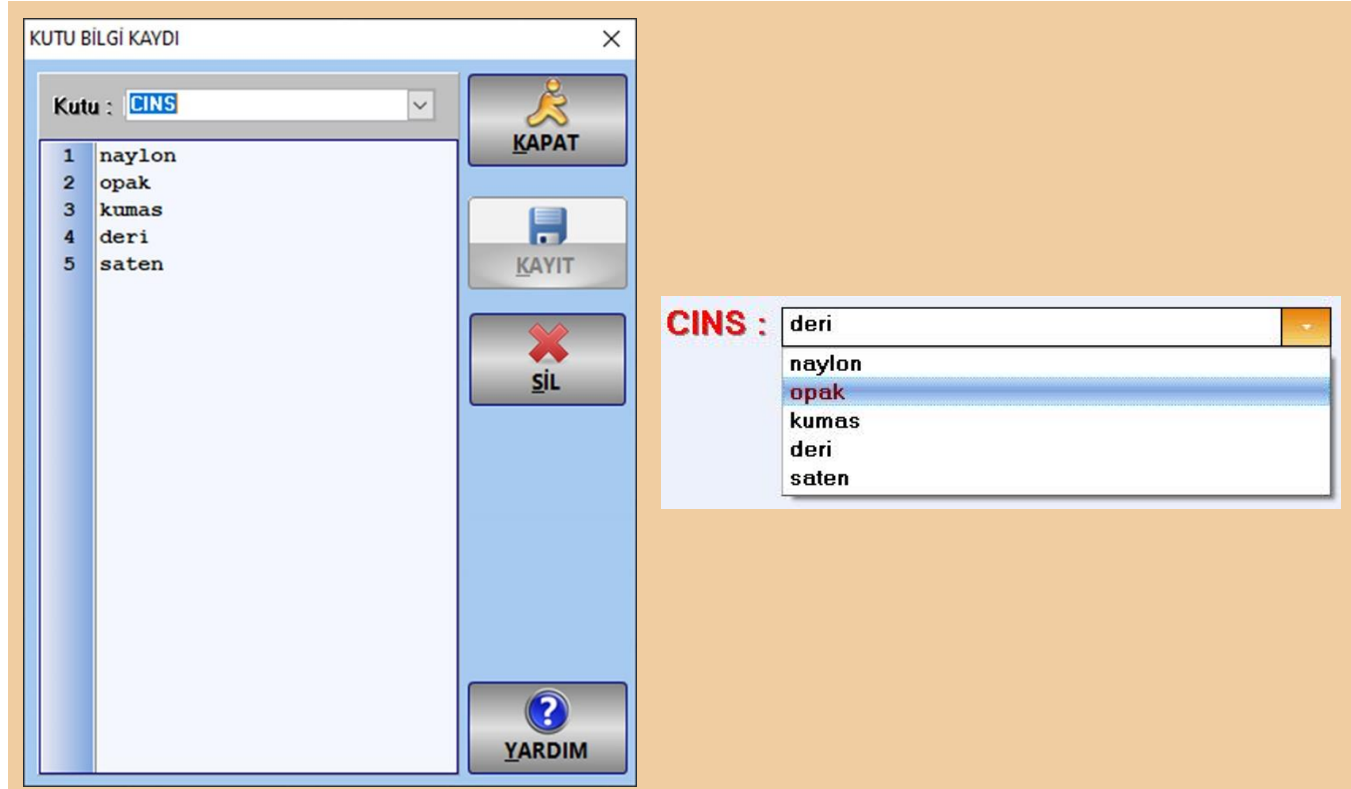 KUTU BİLGİ KAYDI
Kutu : CINS
KAPAT
1 naylon
2 opak
3 kumas
4 deri
5 saten
KAYIT
SİL
YARDIM
CINS : deri
naylon
opak
kumas
deri
saten